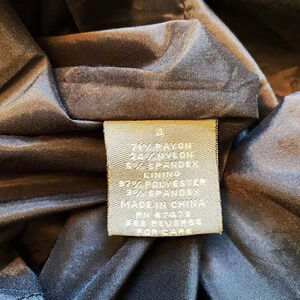 4
71% RAYON
24% NYLON
5% SPANDEX
LINING
97% POLYESTER
3% SPANDEX
MADE IN CHINA
RN 67473
SEE REVERSE
FOR CARE